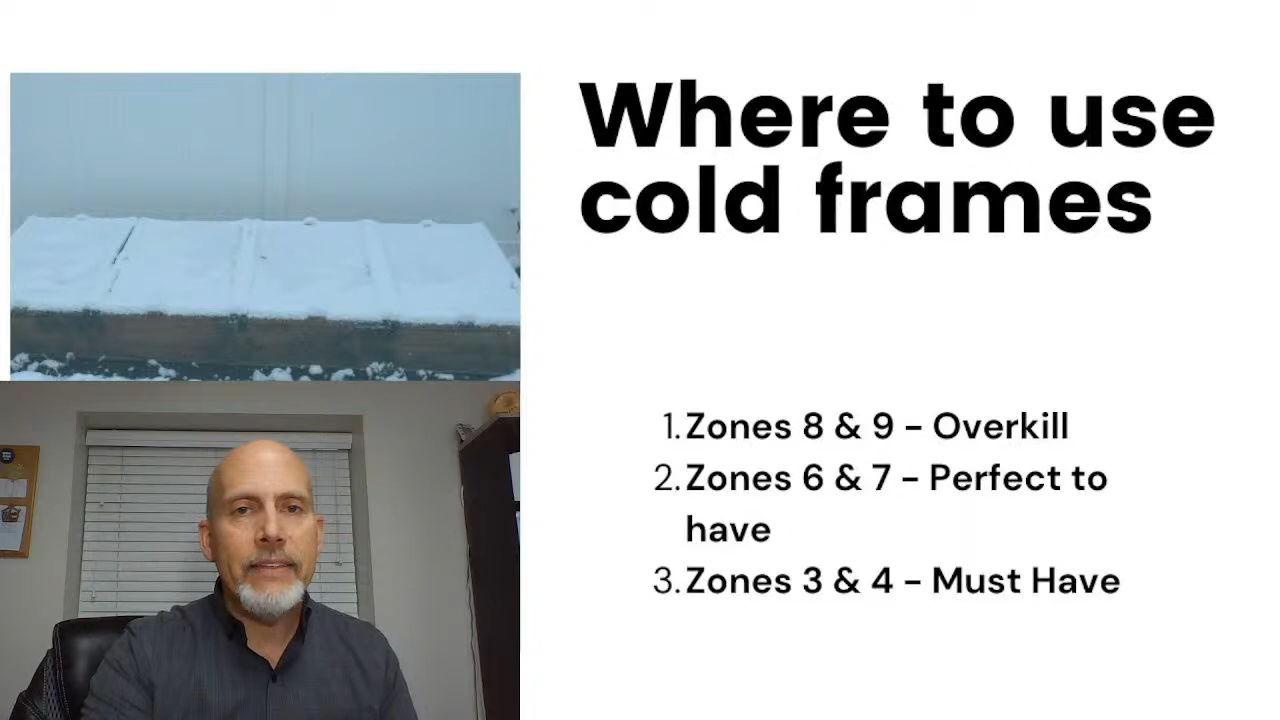 Where to use
cold frames
1. Zones 8 & 9 - Overkill
2. Zones 6 & 7 - Perfect to
have
3. Zones 3 & 4 - Must Have